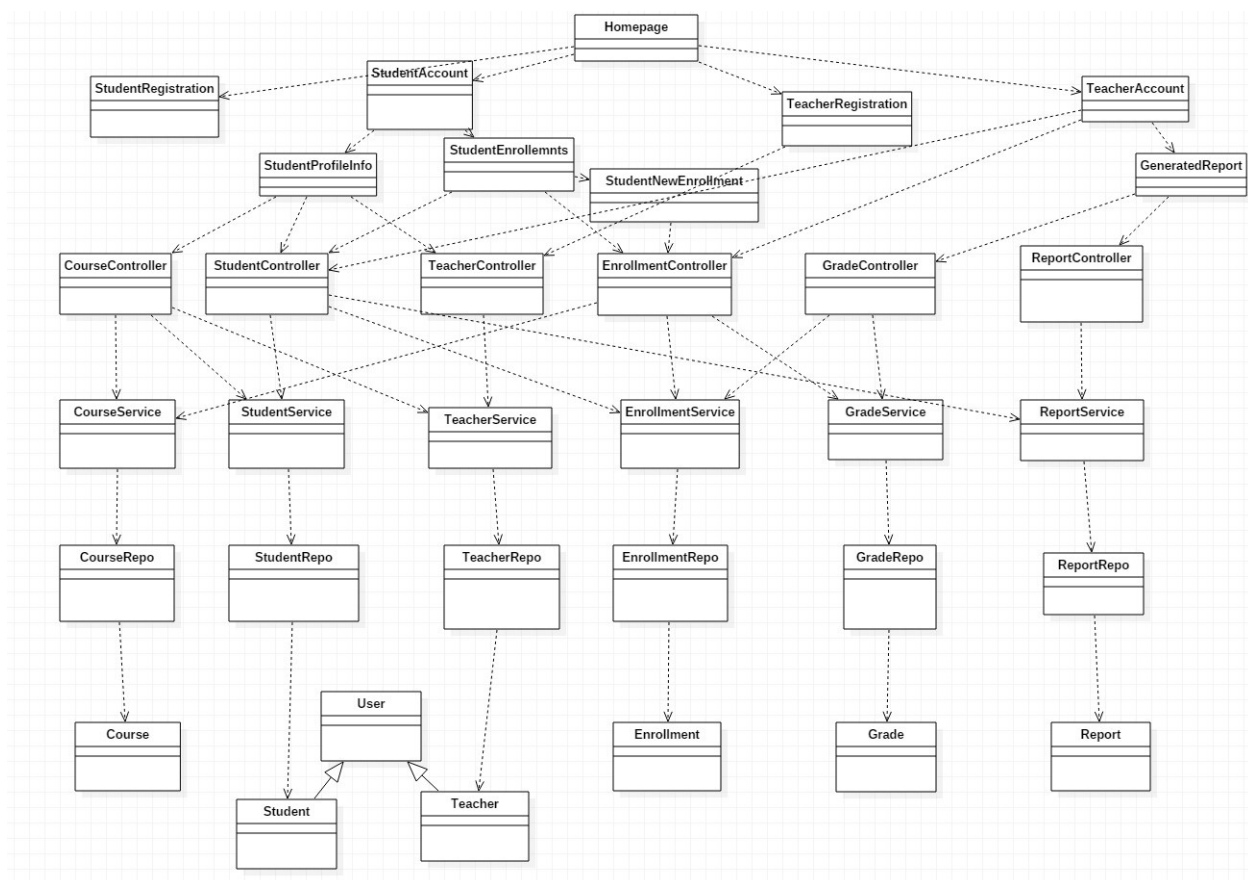 Homepage
StudentAccount
StudentRegistration
TeacherRegistration
TeacherAccount
StudentEnrollemnts
StudentProfileInfo
StudentNewEnrollment
GeneratedReport
CourseController
StudentController
TeacherController
EnrollmentController
GradeController
ReportController
CourseService
StudentService
TeacherService
EnrollmentService
GradeService
ReportService
CourseRepo
StudentRepo
TeacherRepo
EnrollmentRepo
GradeRepo
ReportRepo
User
Course
Enrollment
Grade
Report
Student
Teacher